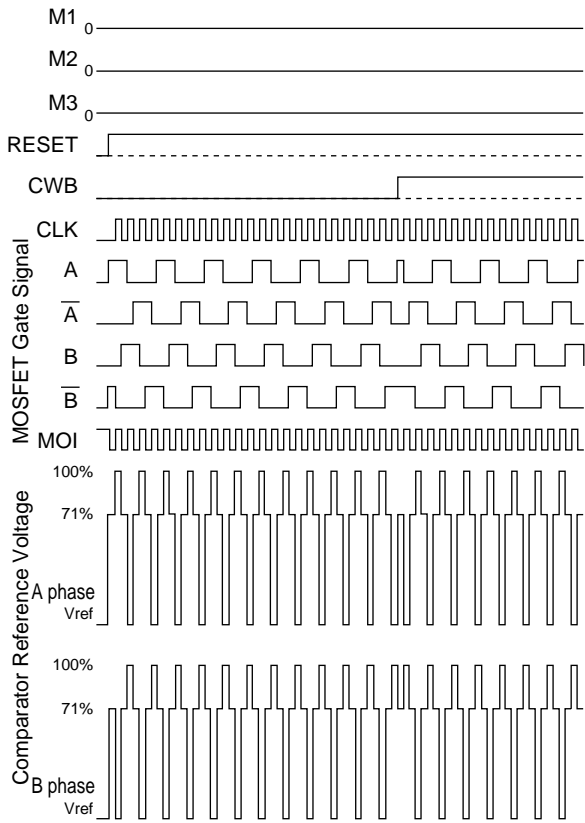 M1 0
M2 0
M3 0
RESET
CWB
CLK
MOSFET Gate Signal
A
A̅
B
B̅
MOI
Comparator Reference Voltage
100%
71%
A phase
Vref
100%
71%
B phase
Vref